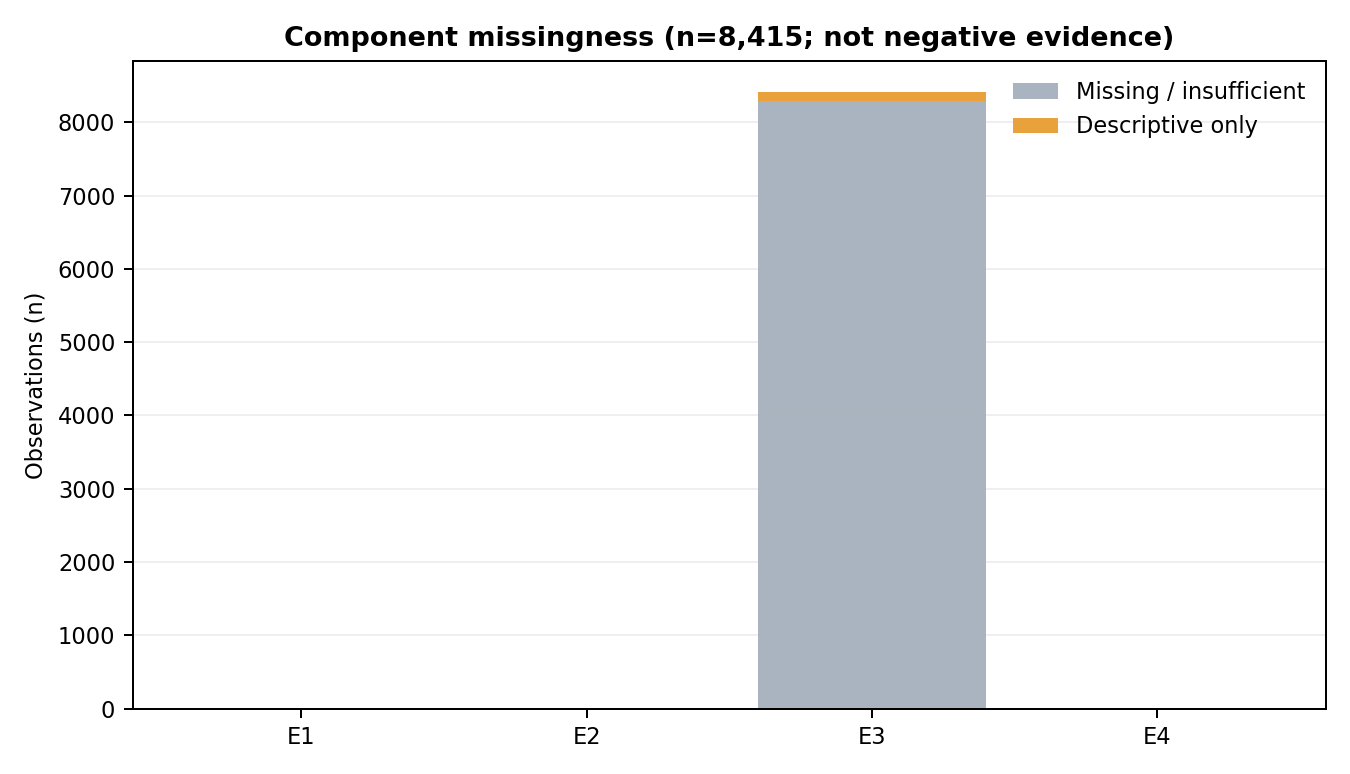 Component missingness (n=8,415; not negative evidence)
Missing / insufficient
Descriptive only
8000
7000
6000
5000
4000
3000
2000
1000
0
Observations (n)
E1 E2 E3 E4